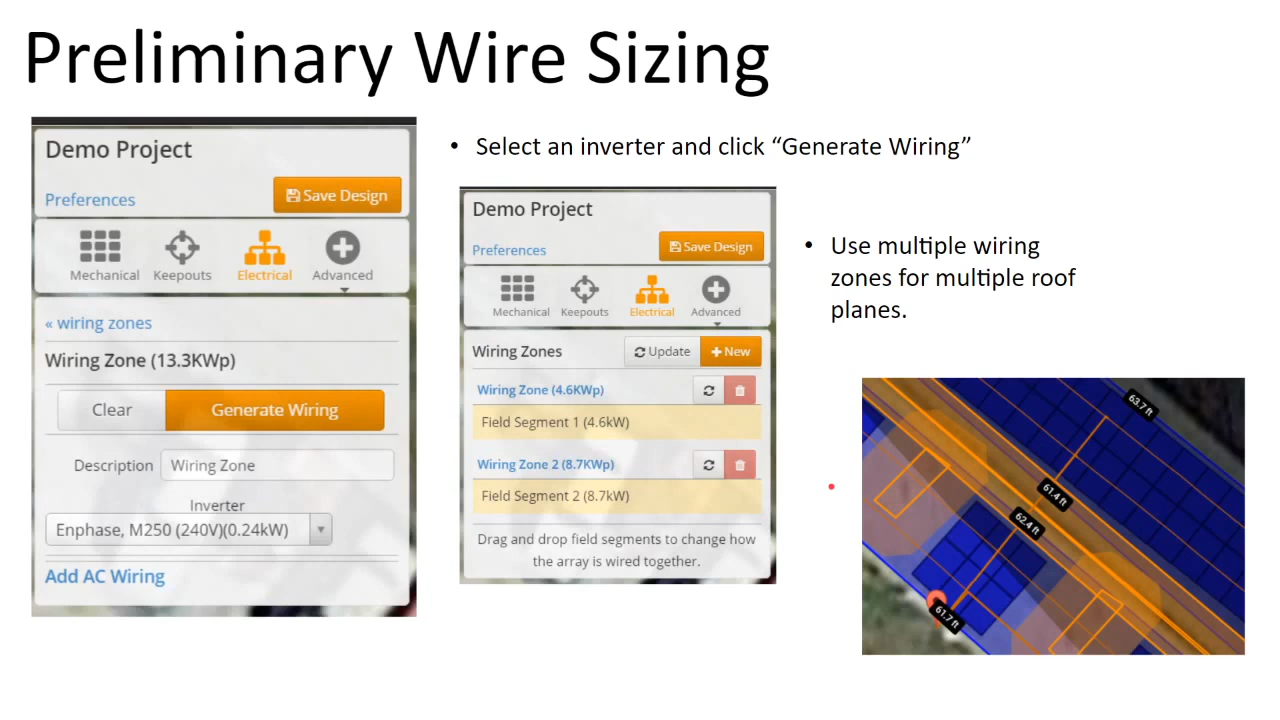 Preliminary Wire Sizing
Demo Project
Preferences
Save Design
Mechanical
Keepouts
Electrical
Advanced
« wiring zones
Wiring Zone (13.3KWp)
Clear
Generate Wiring
Description
Wiring Zone
Inverter
Enphase, M250 (240V)(0.24kW)
Add AC Wiring
• Select an inverter and click “Generate Wiring”
Demo Project
Preferences
Save Design
Mechanical
Keepouts
Electrical
Advanced
Wiring Zones
Update
New
Wiring Zone (4.6KWp)
Field Segment 1 (4.6kW)
Wiring Zone 2 (8.7KWp)
Field Segment 2 (8.7kW)
Drag and drop field segments to change how
the array is wired together.
• Use multiple wiring
zones for multiple roof
planes.
63.7 ft
61.4 ft
62.4 ft
61.7 ft